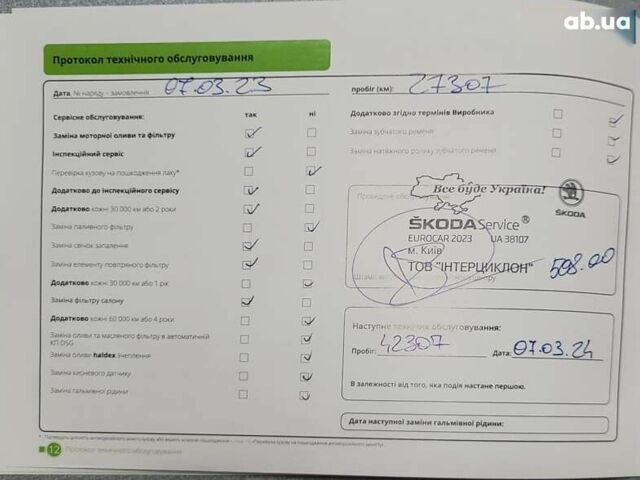 ab.ua
Протокол технічного обслуговування
Дата, № наряду – замовлення 07.03.23
пробіг (км): 27307
Сервісне обслуговування: так ні
Заміна моторної оливи та фільтру
Інспекційний сервіс
Перевірка кузову на пошкодження лаку*
Додатково до інспекційного сервісу
Додатково кожні 30 000 км або 2 роки
Заміна паливного фільтру
Заміна свічок запалення
Заміна елементу повітряного фільтру
Додатково кожні 30 000 км або 1 рік
Заміна фільтру салону
Додатково кожні 60 000 км або 4 роки
Заміна оливи та масляного фільтру в автоматичній
КП DSG
Заміна оливи haldex зчеплення
Заміна кисневого датчику
Заміна гальмівної рідини
Додатково згідно термінів Виробника
Заміна зубчатого ременя
Заміна натяжного ролику зубчатого ременя
Все буде Україна!
ŠKODA
ŠKODA Service®
EUROCAR 2023 UA 38107
м. Київ
ТОВ "ІНТЕРЦИКЛОН"
598.00
Наступне технічне обслуговування:
Пробіг: 42307 Дата: 07.03.24
В залежності від того, яка подія настане першою.
Дата наступної заміни гальмівної рідини:
12 Протокол технічного обслуговування